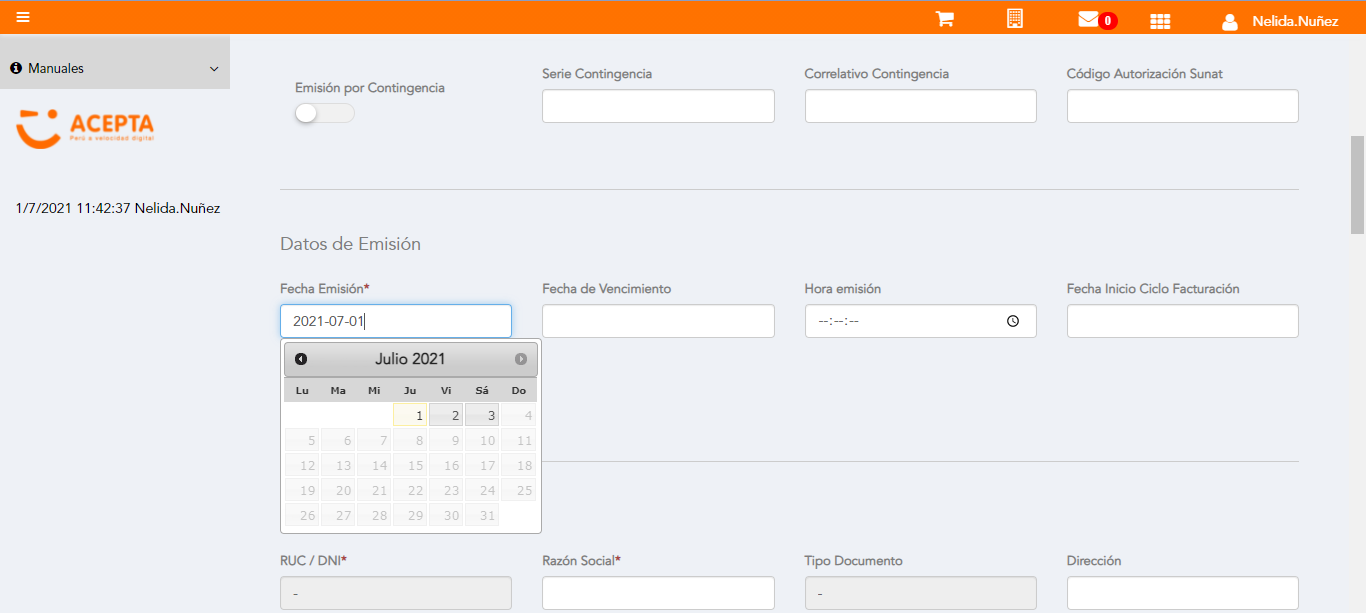 0
Nelida.Nuñez
Manuales
ACEPTA
Perú a velocidad digital
1/7/2021 11:42:37 Nelida.Nuñez
Emisión por Contingencia
Serie Contingencia
Correlativo Contingencia
Código Autorización Sunat
Datos de Emisión
Fecha Emisión*
Fecha de Vencimiento
Hora emisión
Fecha Inicio Ciclo Facturación
2021-07-01
--:--:--
Julio 2021
Lu Ma Mi Ju Vi Sá Do
1 2 3 4
5 6 7 8 9 10 11
12 13 14 15 16 17 18
19 20 21 22 23 24 25
26 27 28 29 30 31
RUC / DNI*
Razón Social*
Tipo Documento
Dirección
-
-